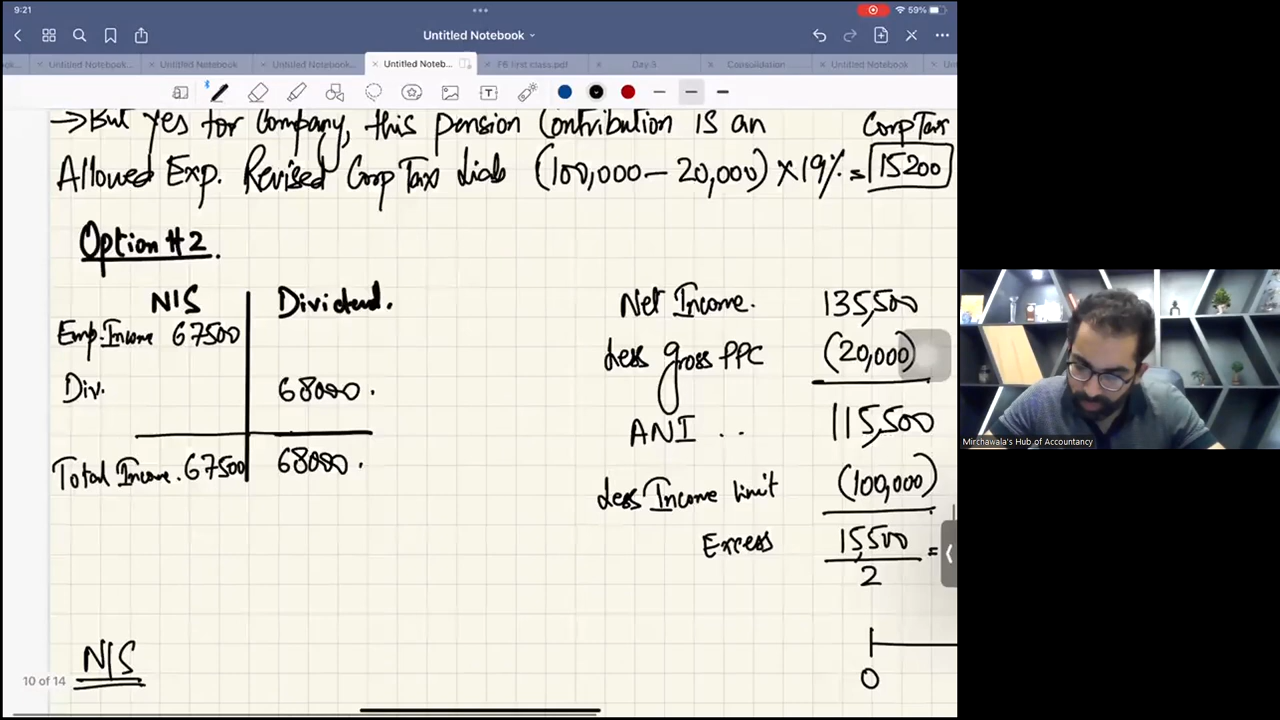 9:21
59%
Untitled Notebook
Untitled Notebook...
Untitled Notebook
Untitled Notebook...
Untitled Noteb...
F6 first class.pdf
Day 3
Consolidation
Untitled Notebook
→But Yes for Company, this pension Contribution is an
Allowed Exp. Revised Corp Tax Liab (100,000 - 20,000) × 19% = 15200
Corp Tax
Option #2.
NIS Dividend.
Emp. Income 67500
Div. 68000.
Total Income. 67500 68000.
Net Income. 135,500
Less Gross PPC (20,000)
ANI .. 115,500
Less Income limit (100,000)
Excess 15,500 =
2
0
NIS
10 of 14
Mirchawala's Hub of Accountancy